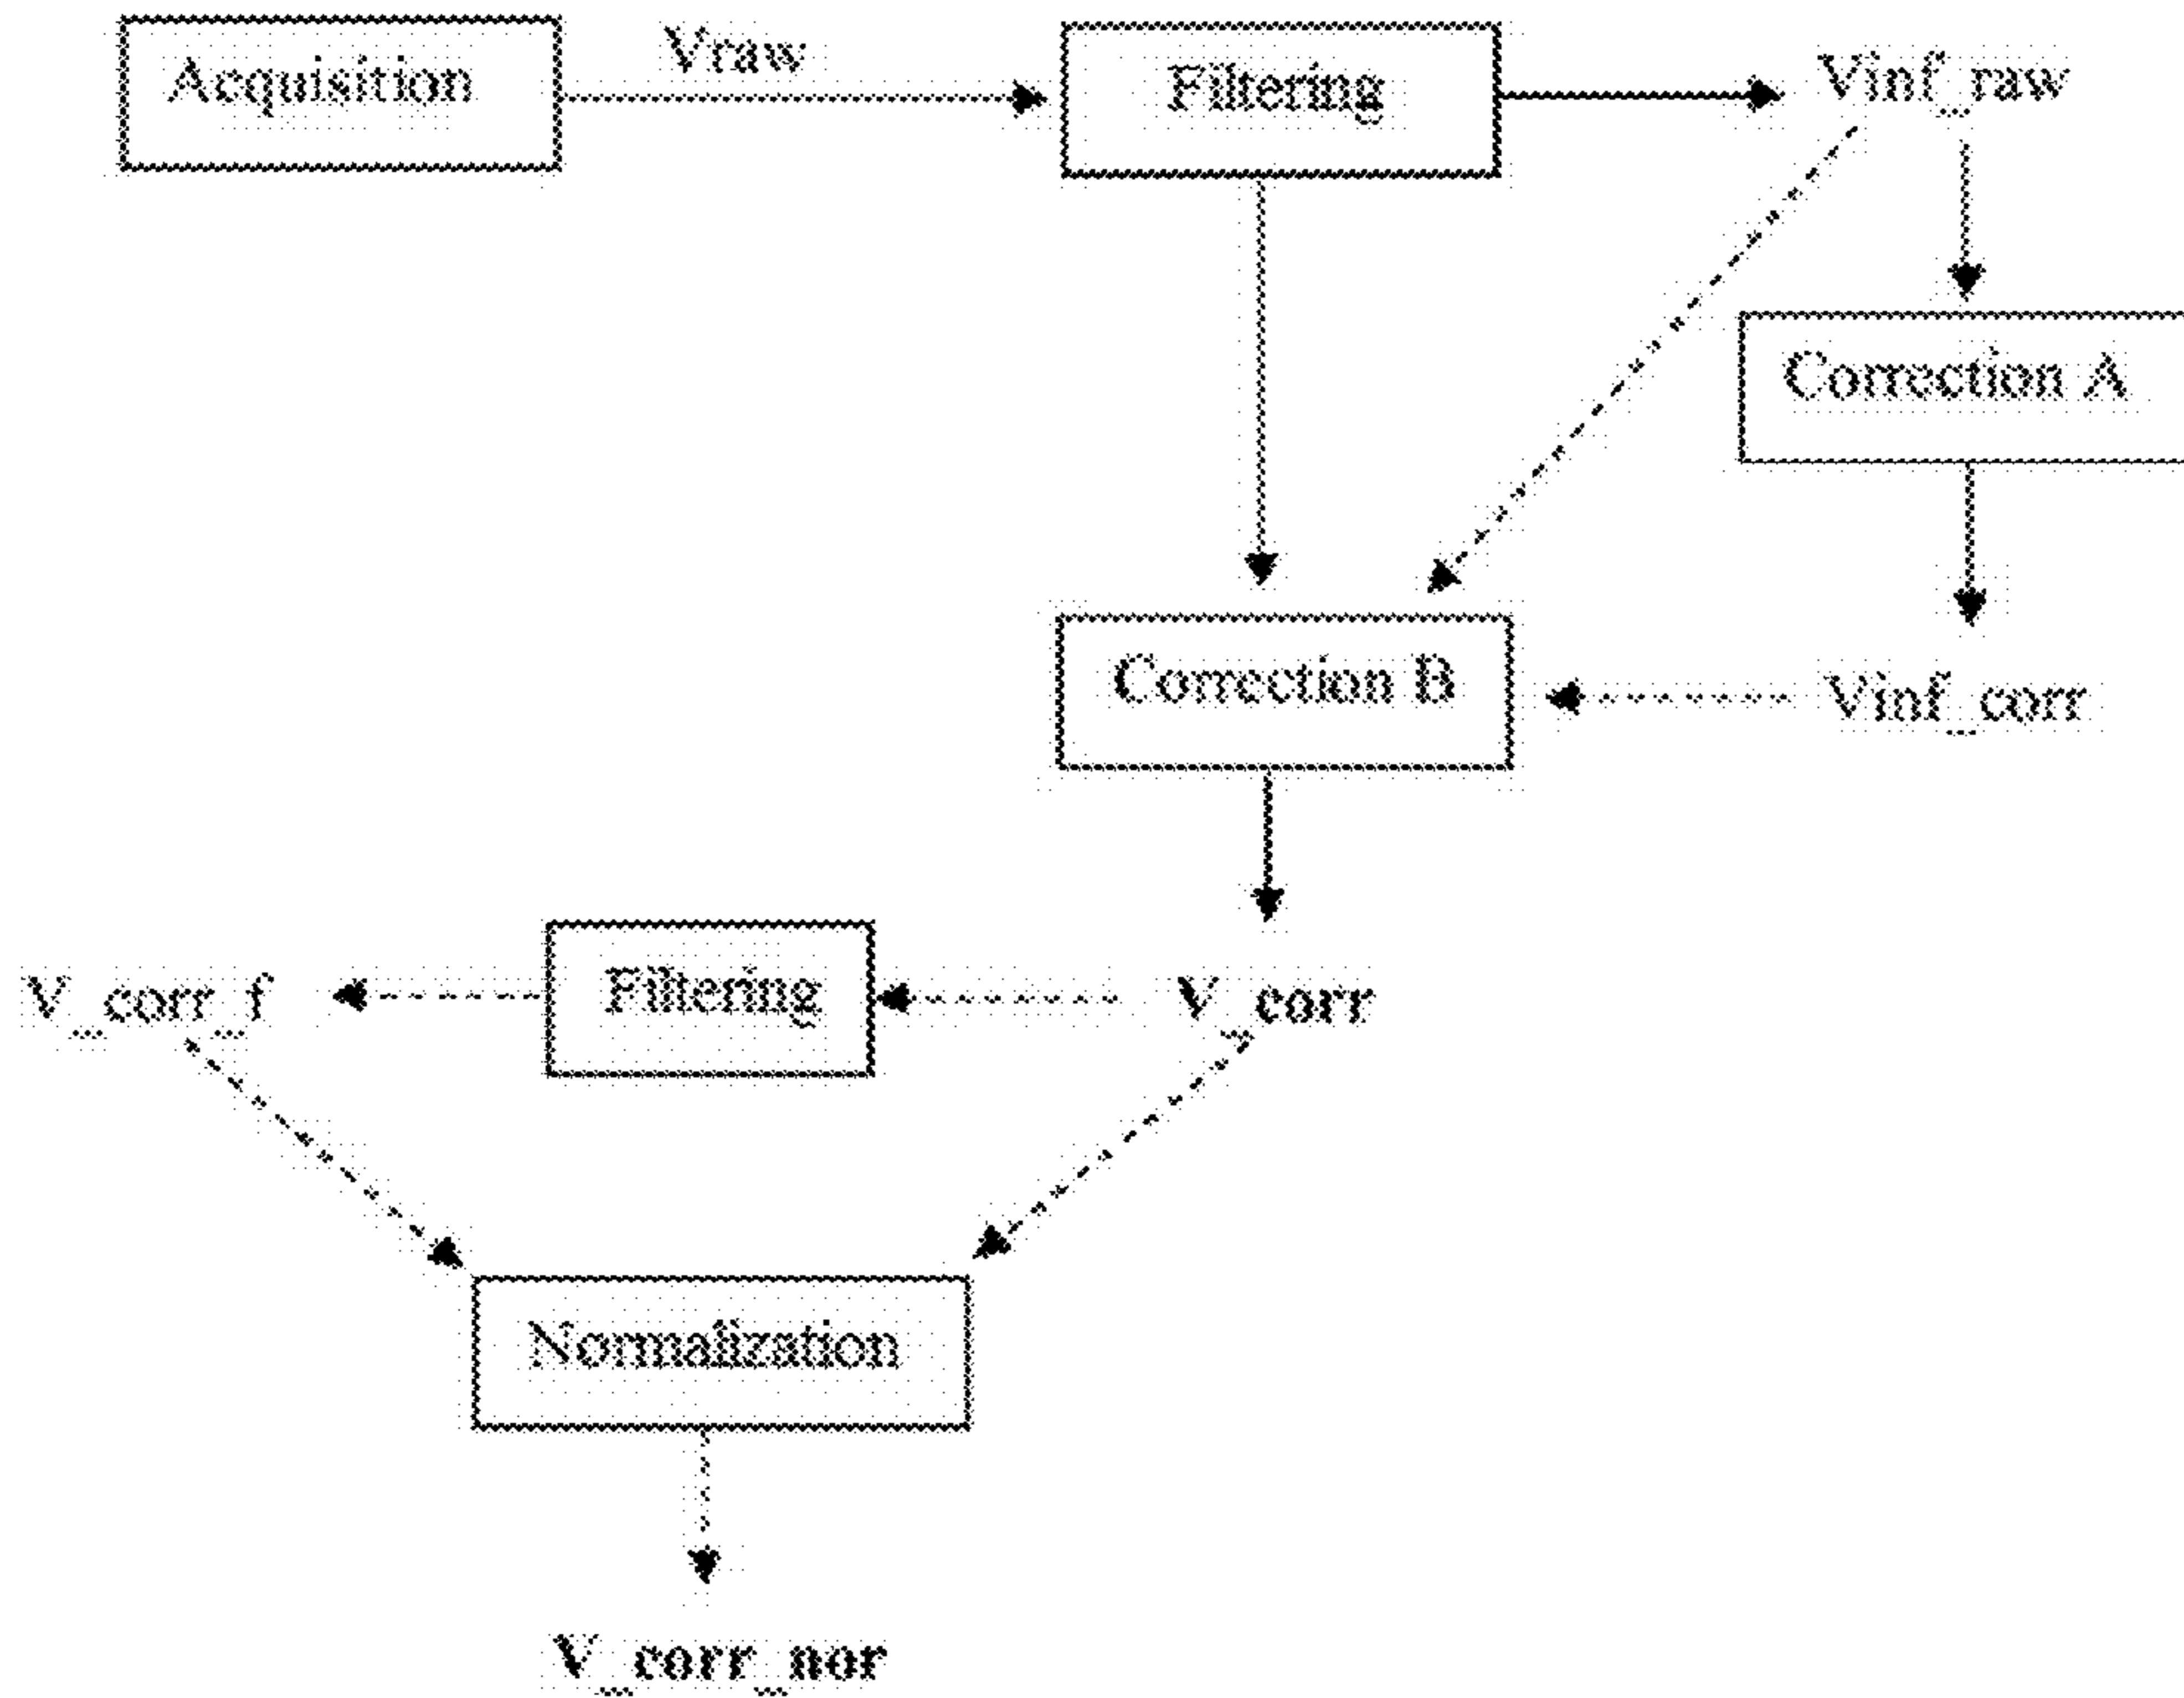 Acquisition
Vraw
Filtering
Vinf_raw
Correction A
Correction B
Vinf_corr
V_corr_f
Filtering
V_corr
Normalization
V_corr_nor